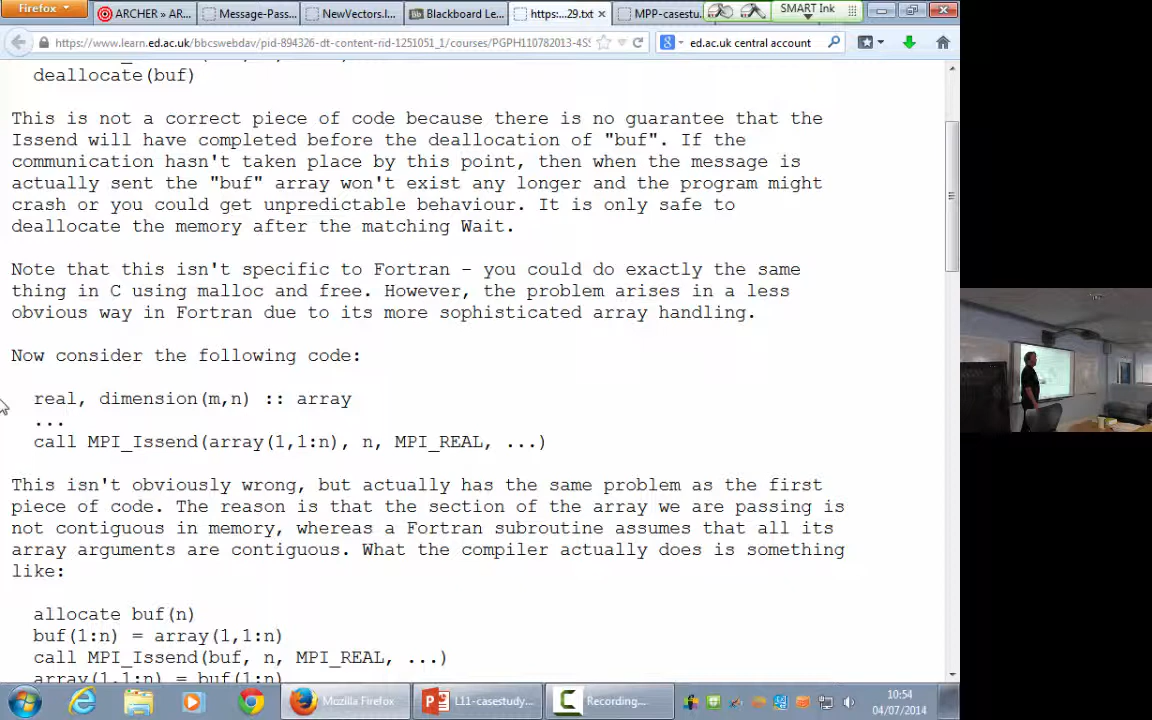 Firefox
ARCHER » AR...
Message-Pass...
NewVectors.l...
Blackboard Le...
https:...29.txt
MPP-casestu
SMART Ink
https://www.learn.ed.ac.uk/bbcswebdav/pid-894326-dt-content-rid-1251051_1/courses/PGPH110782013-4SS
ed.ac.uk central account
deallocate(buf)
This is not a correct piece of code because there is no guarantee that the
Issend will have completed before the deallocation of "buf". If the
communication hasn't taken place by this point, then when the message is
actually sent the "buf" array won't exist any longer and the program might
crash or you could get unpredictable behaviour. It is only safe to
deallocate the memory after the matching Wait.
Note that this isn't specific to Fortran - you could do exactly the same
thing in C using malloc and free. However, the problem arises in a less
obvious way in Fortran due to its more sophisticated array handling.
Now consider the following code:
real, dimension(m,n) :: array
...
call MPI_Issend(array(1,1:n), n, MPI_REAL, ...)
This isn't obviously wrong, but actually has the same problem as the first
piece of code. The reason is that the section of the array we are passing is
not contiguous in memory, whereas a Fortran subroutine assumes that all its
array arguments are contiguous. What the compiler actually does is something
like:
allocate buf(n)
buf(1:n) = array(1,1:n)
call MPI_Issend(buf, n, MPI_REAL, ...)
array(1,1:n) = buf(1:n)
Mozilla Firefox
L11-casestudy...
Recording...
10:54
04/07/2014